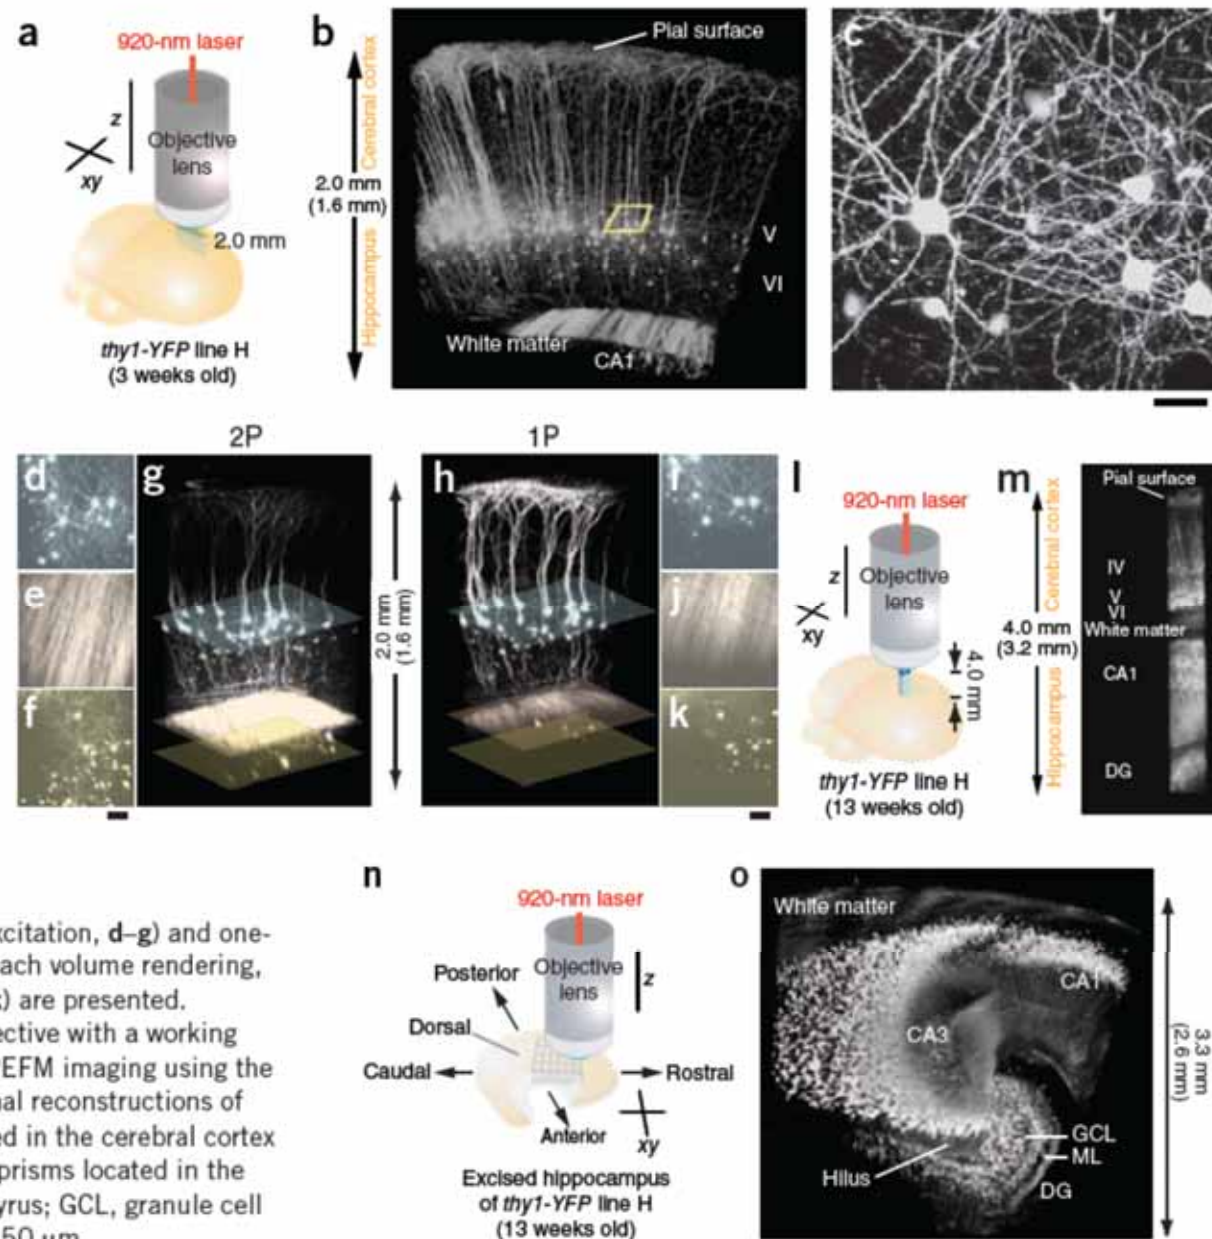 a
920-nm laser
z
Objective
lens
xy
2.0 mm
thy1-YFP line H
(3 weeks old)
b
Cerebral cortex
2.0 mm
(1.6 mm)
Hippocampus
Pial surface
V
VI
White matter
CA1
c
2P
d
e
f
g
2.0 mm
(1.6 mm)
1P
h
i
j
k
l
920-nm laser
z
Objective
lens
xy
4.0 mm
thy1-YFP line H
(13 weeks old)
m
Cerebral cortex
4.0 mm
(3.2 mm)
Hippocampus
Pial surface
IV
V
VI
White matter
CA1
DG
xcitation, d–g) and one-
ach volume rendering,
) are presented.
ective with a working
EFM imaging using the
nal reconstructions of
ed in the cerebral cortex
prisms located in the
yrus; GCL, granule cell
50 μm.
n
920-nm laser
Posterior
Objective
lens
z
Dorsal
Caudal
Rostral
Anterior
xy
Excised hippocampus
of thy1-YFP line H
(13 weeks old)
o
White matter
CA1
CA3
GCL
ML
Hilus
DG
3.3 mm
(2.6 mm)